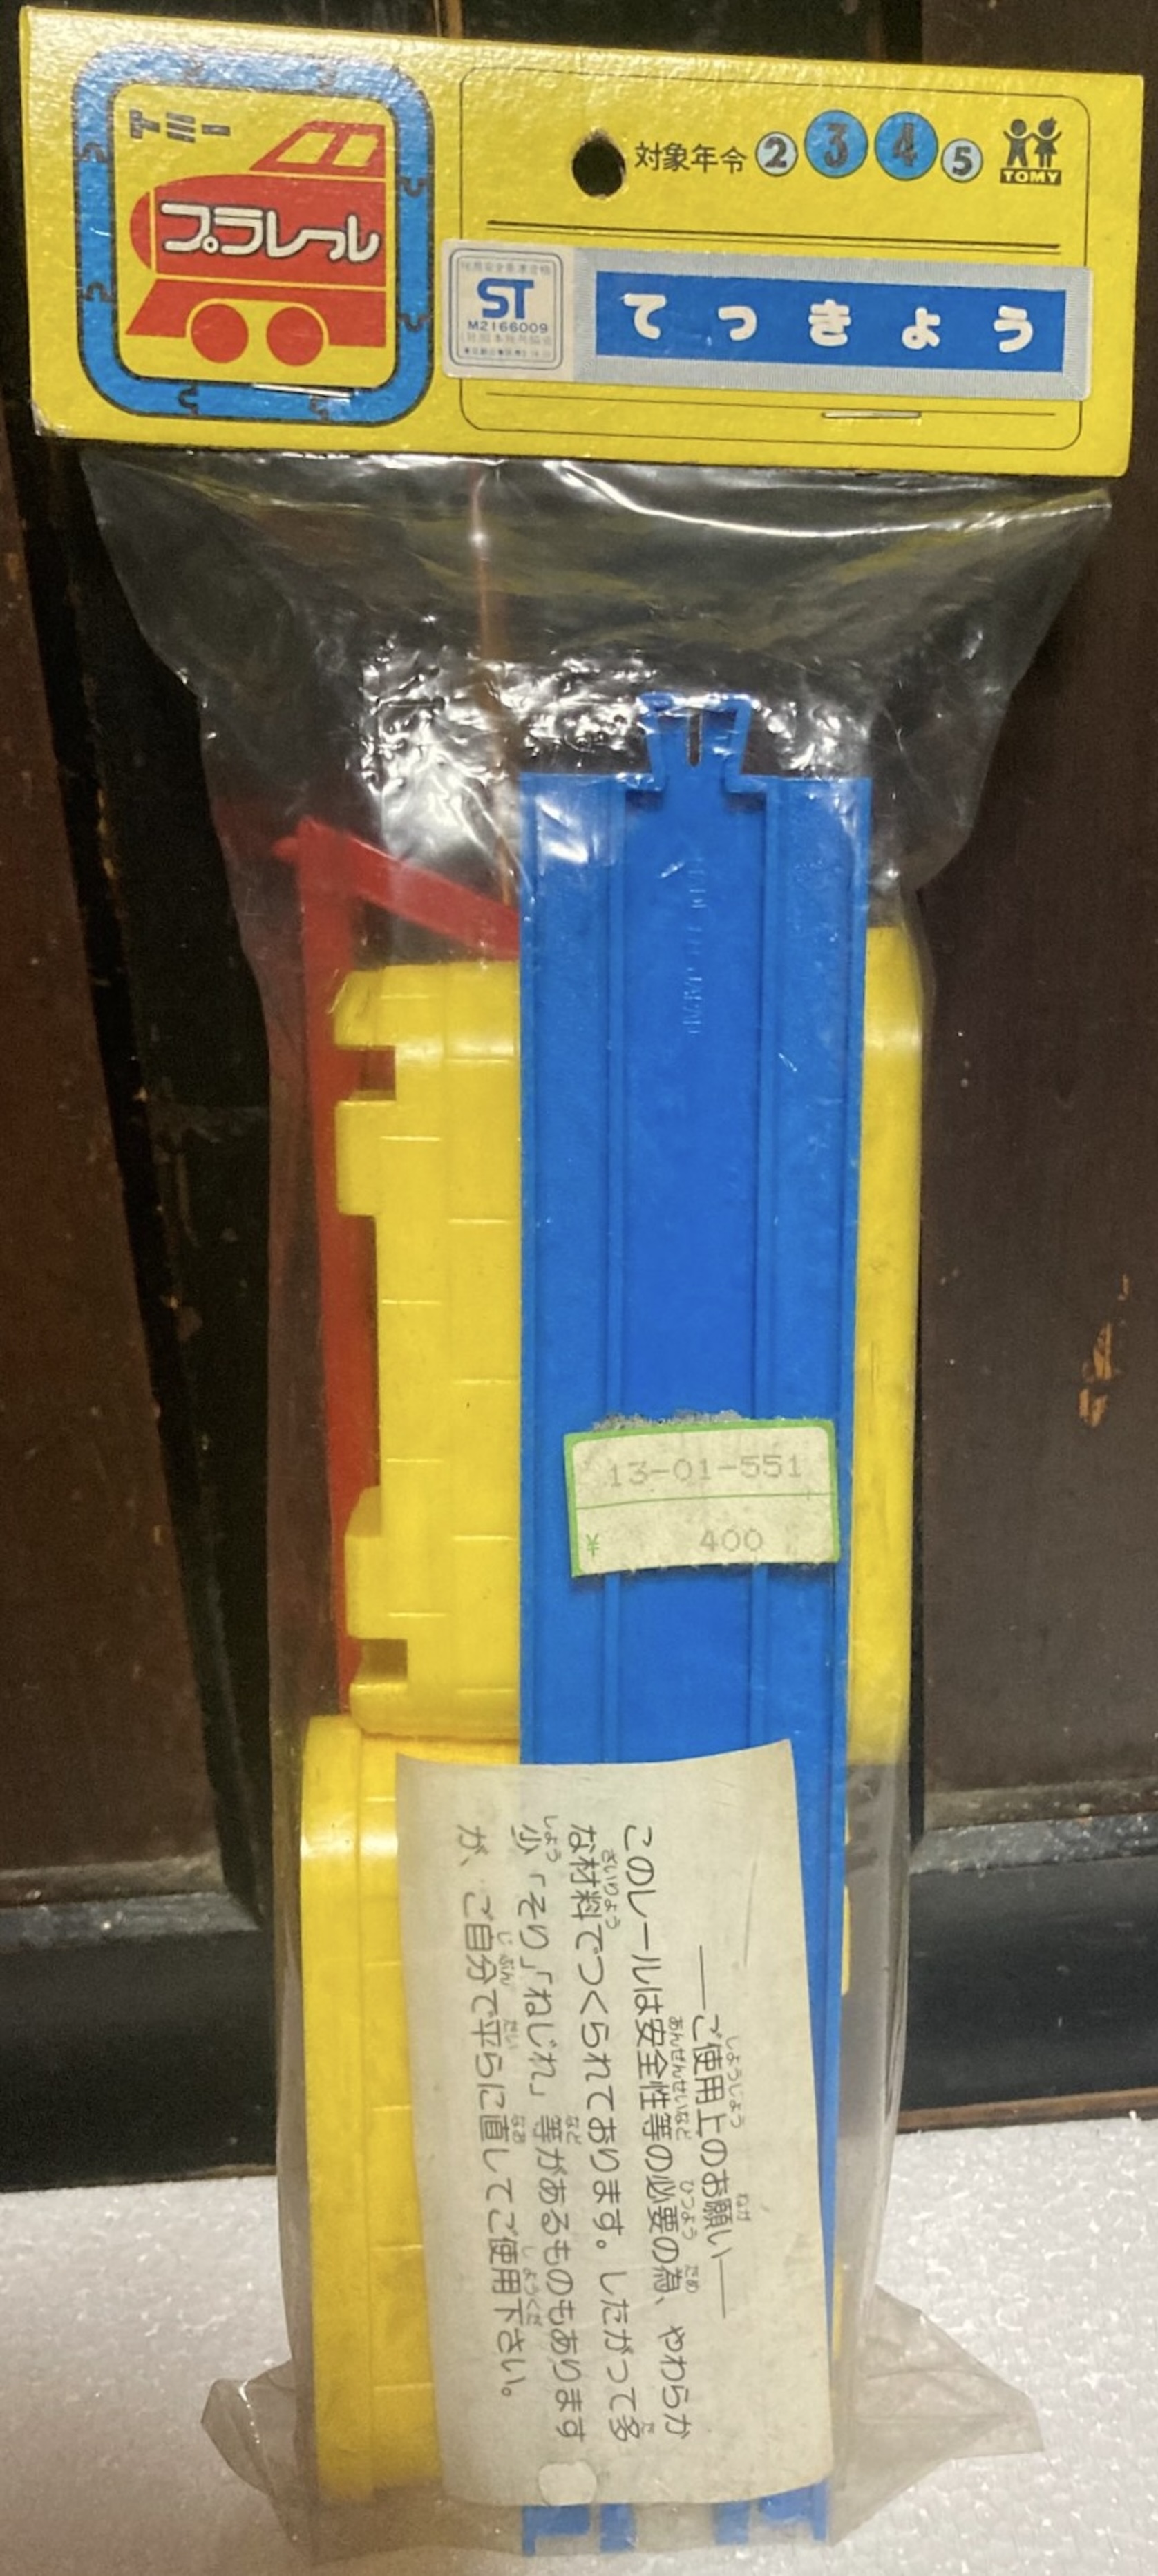 トミー
プラレール
対象年令 2 3 4 5
TOMY
ST
M2166009
てっきょう
13-01-551
¥ 400
――ご使用上のお願い――
このレールは安全性等の必要の為、やわらか
な材料でつくられております。したがって多
少「そり」「ねじれ」等があるものもあります
が、ご自分で平らに直してご使用下さい。